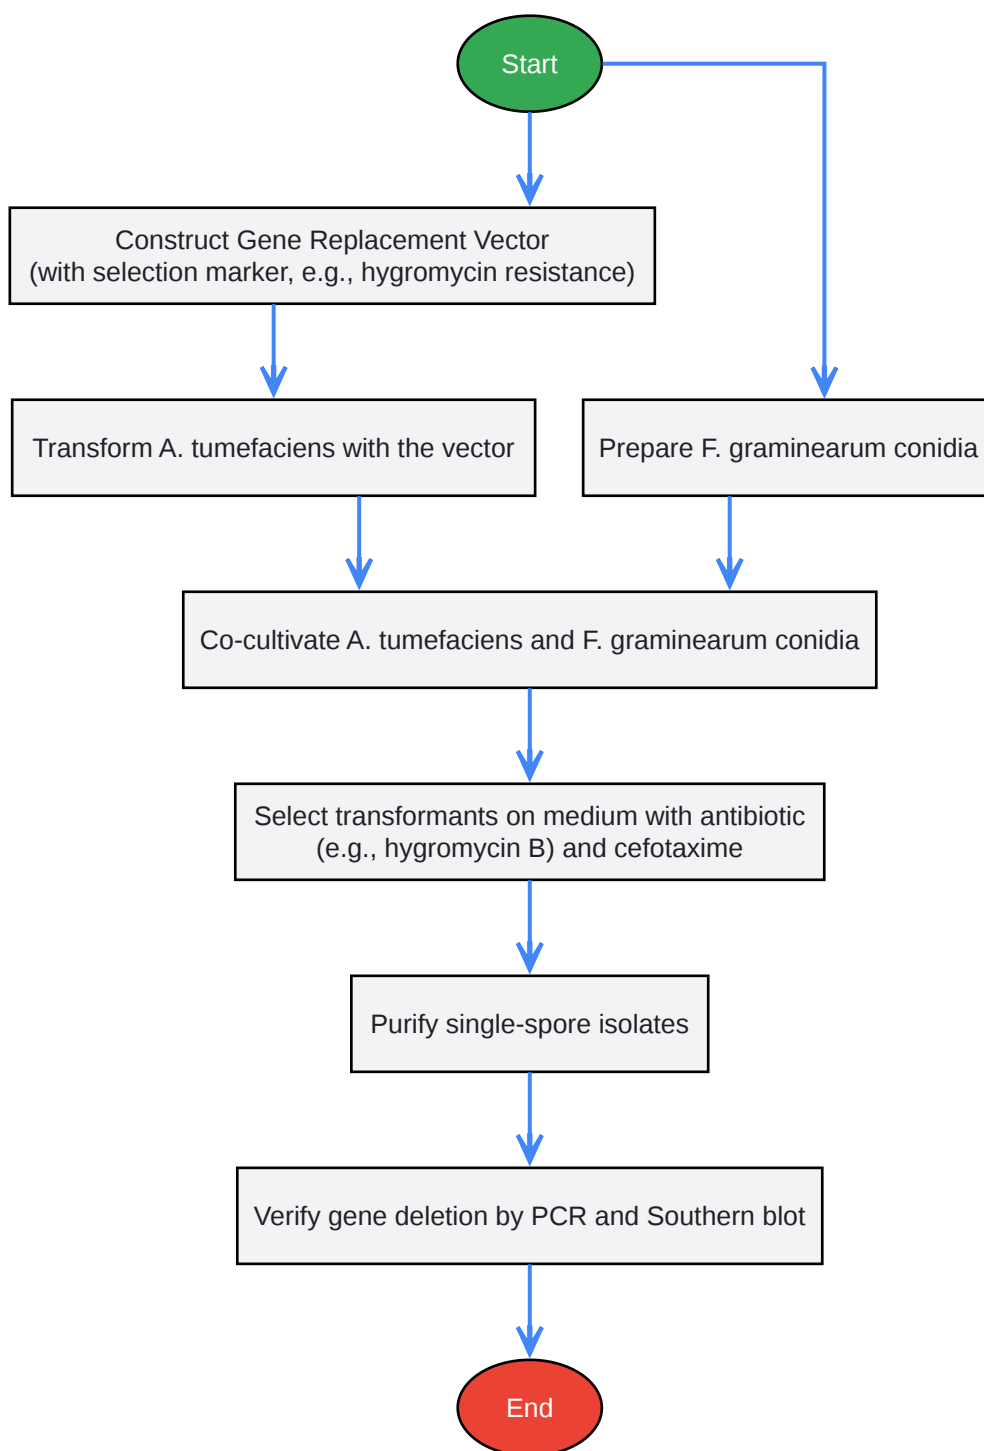 Start
Construct Gene Replacement Vector
(with selection marker, e.g., hygromycin resistance)
Transform A. tumefaciens with the vector
Prepare F. graminearum conidia
Co-cultivate A. tumefaciens and F. graminearum conidia
Select transformants on medium with antibiotic
(e.g., hygromycin B) and cefotaxime
Purify single-spore isolates
Verify gene deletion by PCR and Southern blot
End